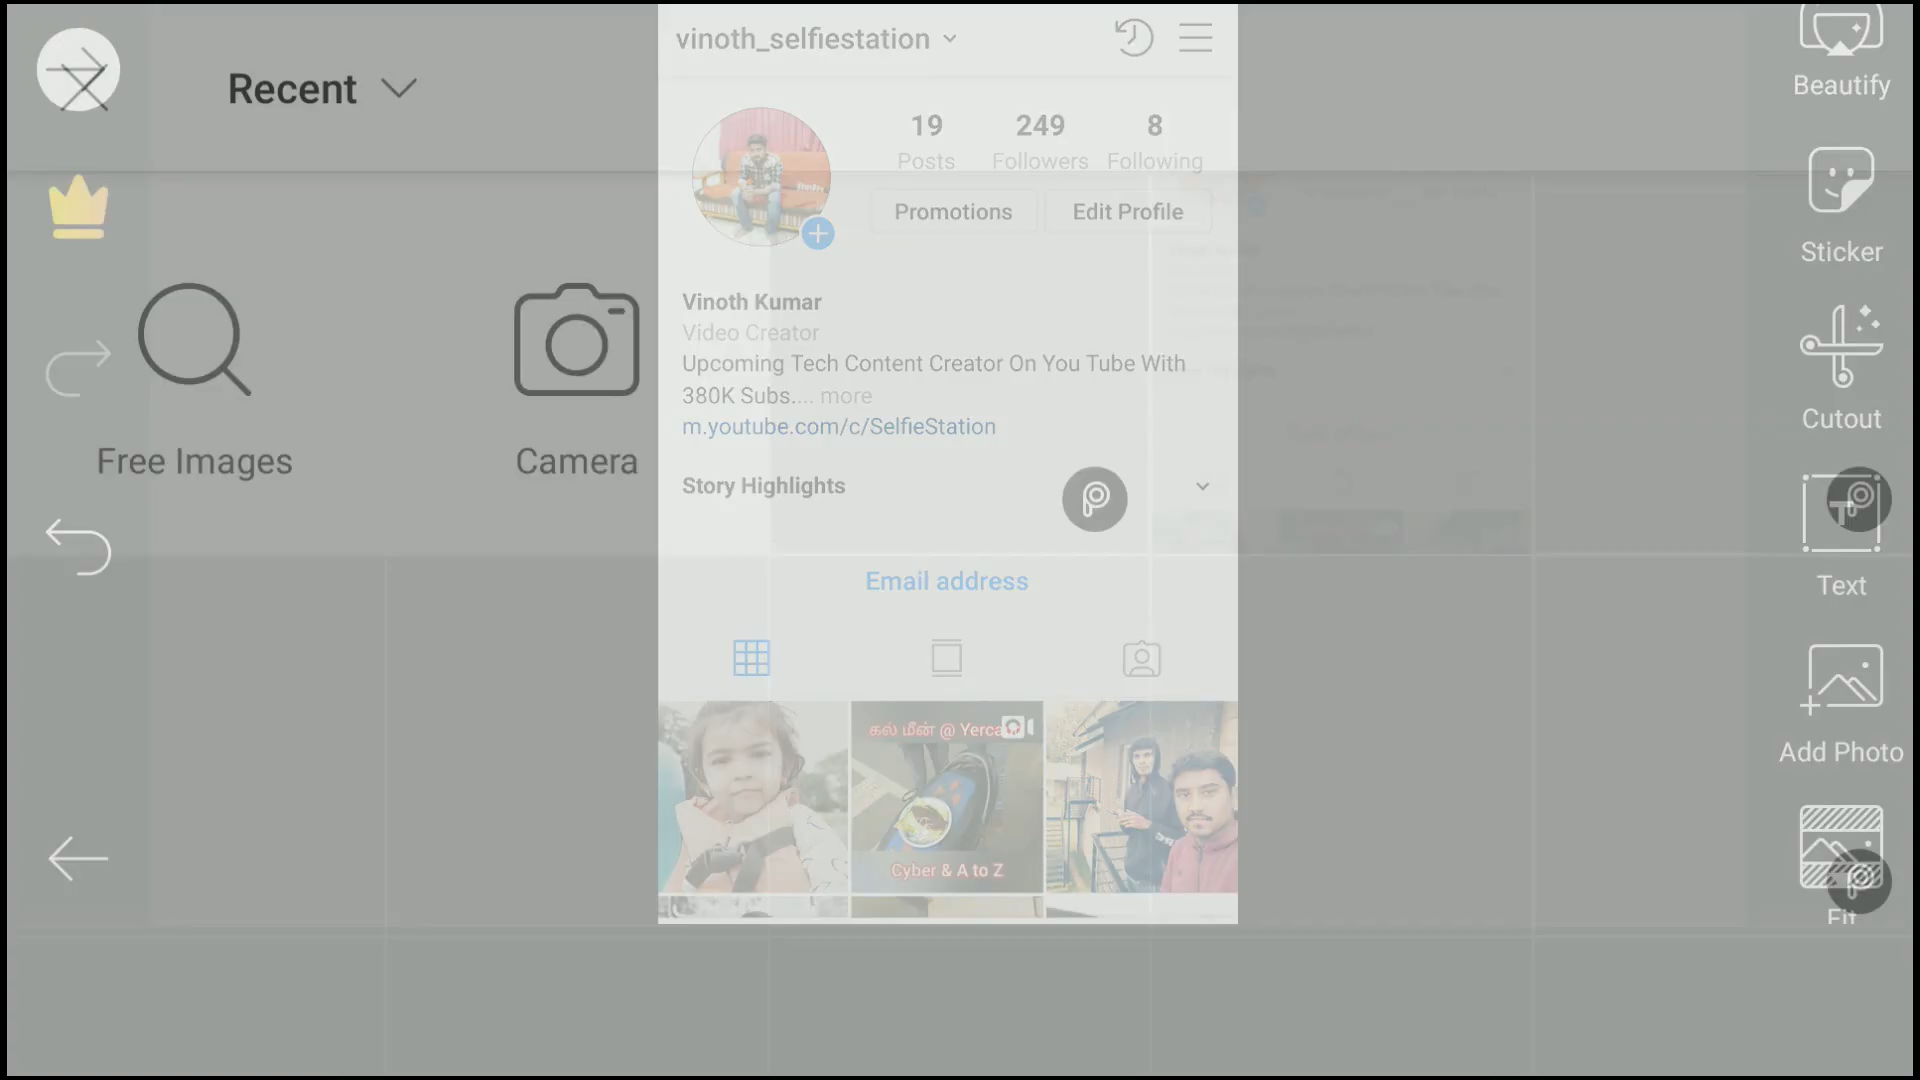 vinoth_selfiestation
Recent
19
249
8
Posts
Followers
Following
Promotions
Edit Profile
Vinoth Kumar
Video Creator
Upcoming Tech Content Creator On You Tube With
380K Subs.... more
m.youtube.com/c/SelfieStation
Story Highlights
Email address
Free Images
Camera
கல் மீன் @ Yerca
Cyber & A to Z
Beautify
Sticker
Cutout
Text
Add Photo
Fit